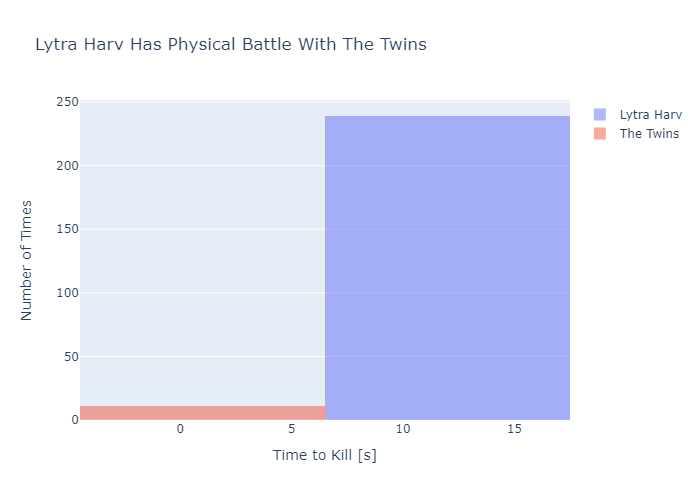 Lytra Harv Has Physical Battle With The Twins
250
200
150
100
50
0
Number of Times
0 5 10 15
Time to Kill [s]
Lytra Harv
The Twins